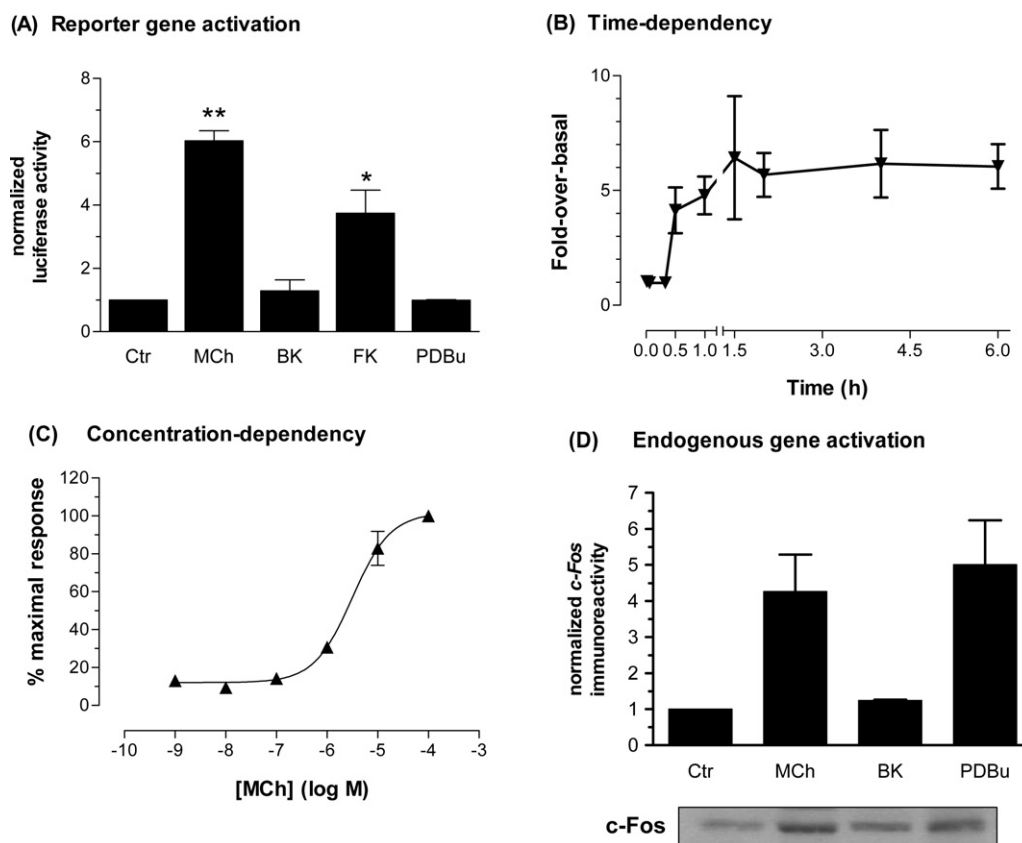 (A) Reporter gene activation
normalized
luciferase activity
8
6
4
2
0
**
*
Ctr MCh BK FK PDBu
(B) Time-dependency
Fold-over-basal
10
5
0
0.0 0.5 1.0 1.5 3.0 4.5 6.0
Time (h)
(C) Concentration-dependency
% maximal response
120
100
80
60
40
20
0
-10 -9 -8 -7 -6 -5 -4 -3
[MCh] (log M)
(D) Endogenous gene activation
normalized c-Fos
immunoreactivity
7
6
5
4
3
2
1
0
Ctr MCh BK PDBu
c-Fos